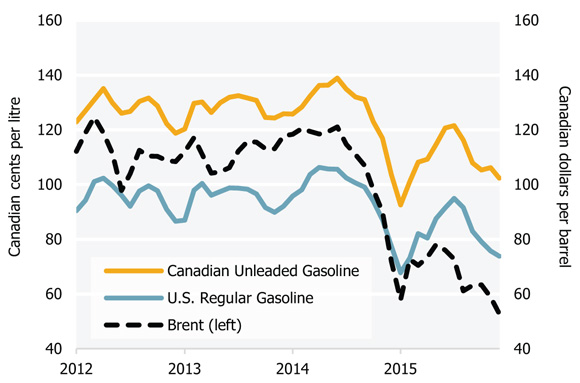 160 160
140 140
120 120
100 100
80 80
60 60
40 40
Canadian cents per litre
Canadian dollars per barrel
Canadian Unleaded Gasoline
U.S. Regular Gasoline
Brent (left)
2012 2013 2014 2015